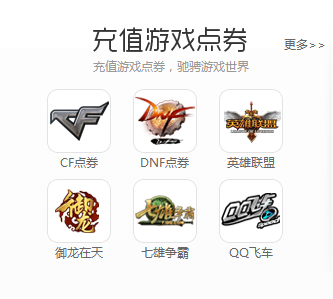 充值游戏点券
更多>>
充值游戏点券，驰骋游戏世界
CF
DNF
英雄联盟
CF点券
DNF点券
英雄联盟
御龙
七雄争霸
QQ飞车
御龙在天
七雄争霸
QQ飞车